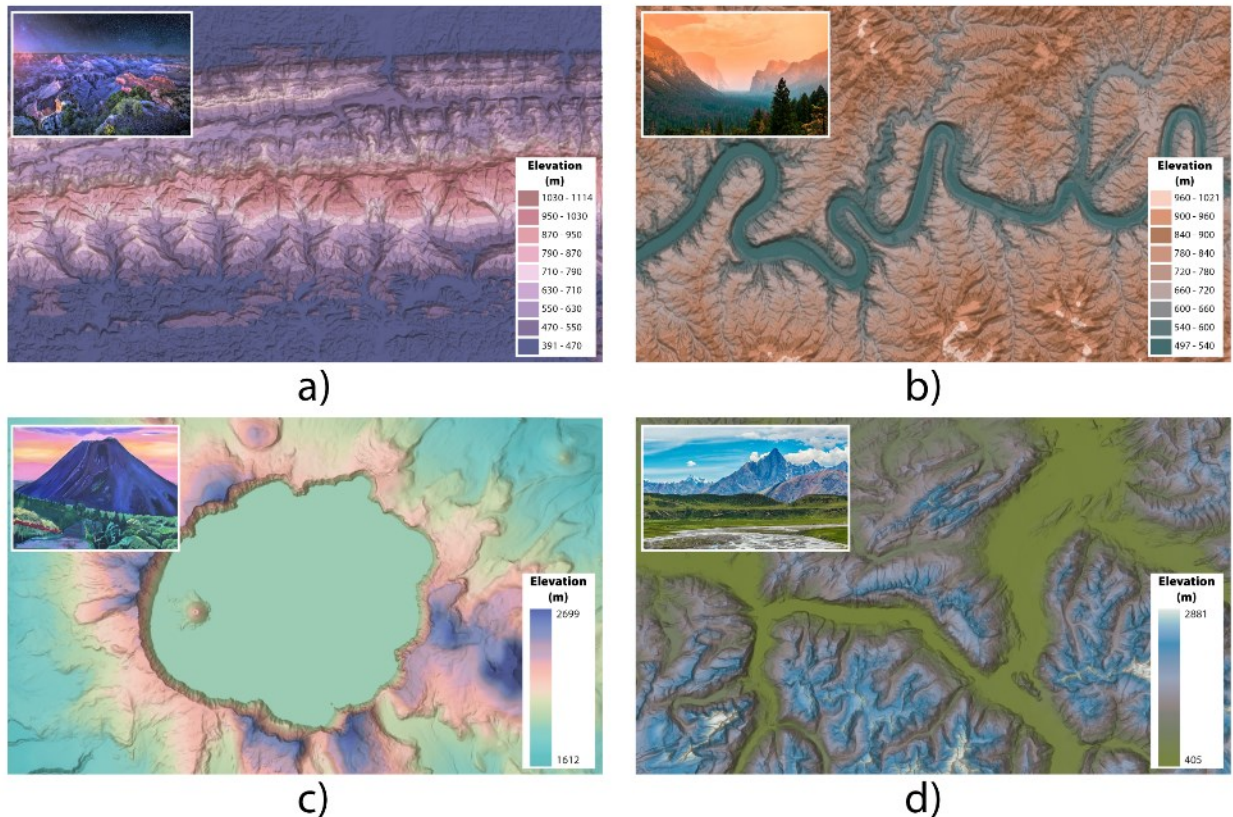 Elevation
(m)
1030 - 1114
950 - 1030
870 - 950
790 - 870
710 - 790
630 - 710
550 - 630
470 - 550
391 - 470
a)
Elevation
(m)
960 - 1021
900 - 960
840 - 900
780 - 840
720 - 780
660 - 720
600 - 660
540 - 600
497 - 540
b)
Elevation
(m)
2699
1612
c)
Elevation
(m)
2881
405
d)